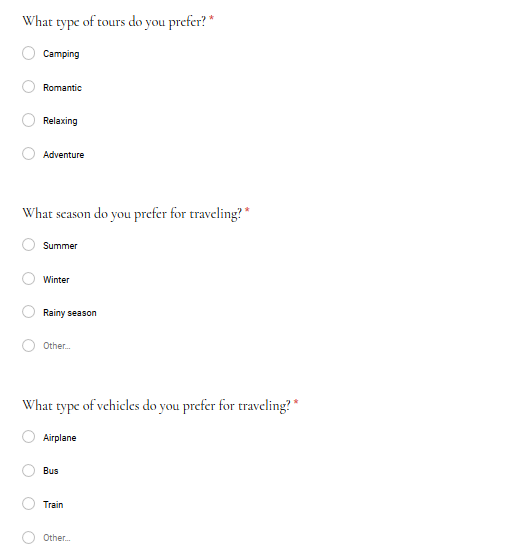 What type of tours do you prefer? *
Camping
Romantic
Relaxing
Adventure
What season do you prefer for traveling? *
Summer
Winter
Rainy season
Other...
What type of vehicles do you prefer for traveling? *
Airplane
Bus
Train
Other...